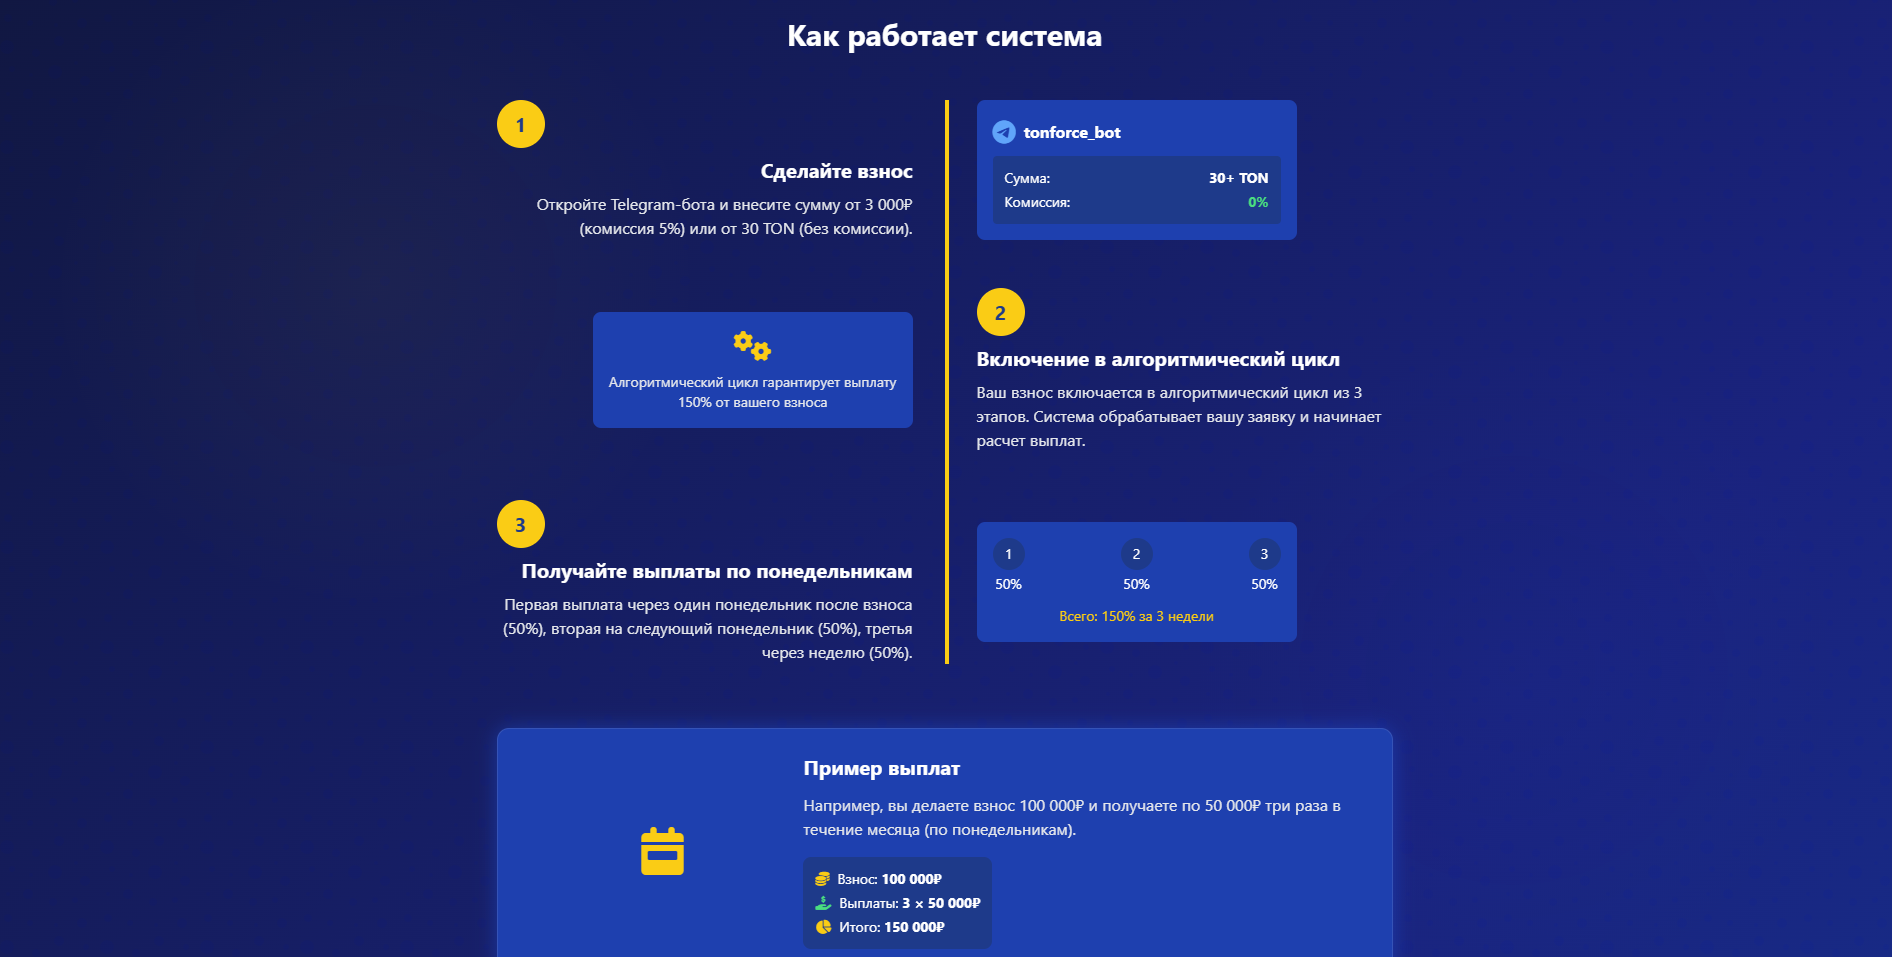 Как работает система
1
Сделайте взнос
Откройте Telegram-бота и внесите сумму от 3 000₽
(комиссия 5%) или от 30 TON (без комиссии).
tonforce_bot
Сумма: 30+ TON
Комиссия: 0%
2
Включение в алгоритмический цикл
Ваш взнос включается в алгоритмический цикл из 3
этапов. Система обрабатывает вашу заявку и начинает
расчет выплат.
Алгоритмический цикл гарантирует выплату
150% от вашего взноса
3
Получайте выплаты по понедельникам
Первая выплата через один понедельник после взноса
(50%), вторая на следующий понедельник (50%), третья
через неделю (50%).
1 2 3
50% 50% 50%
Всего: 150% за 3 недели
Пример выплат
Например, вы делаете взнос 100 000₽ и получаете по 50 000₽ три раза в
течение месяца (по понедельникам).
Взнос: 100 000₽
Выплаты: 3 × 50 000₽
Итого: 150 000₽